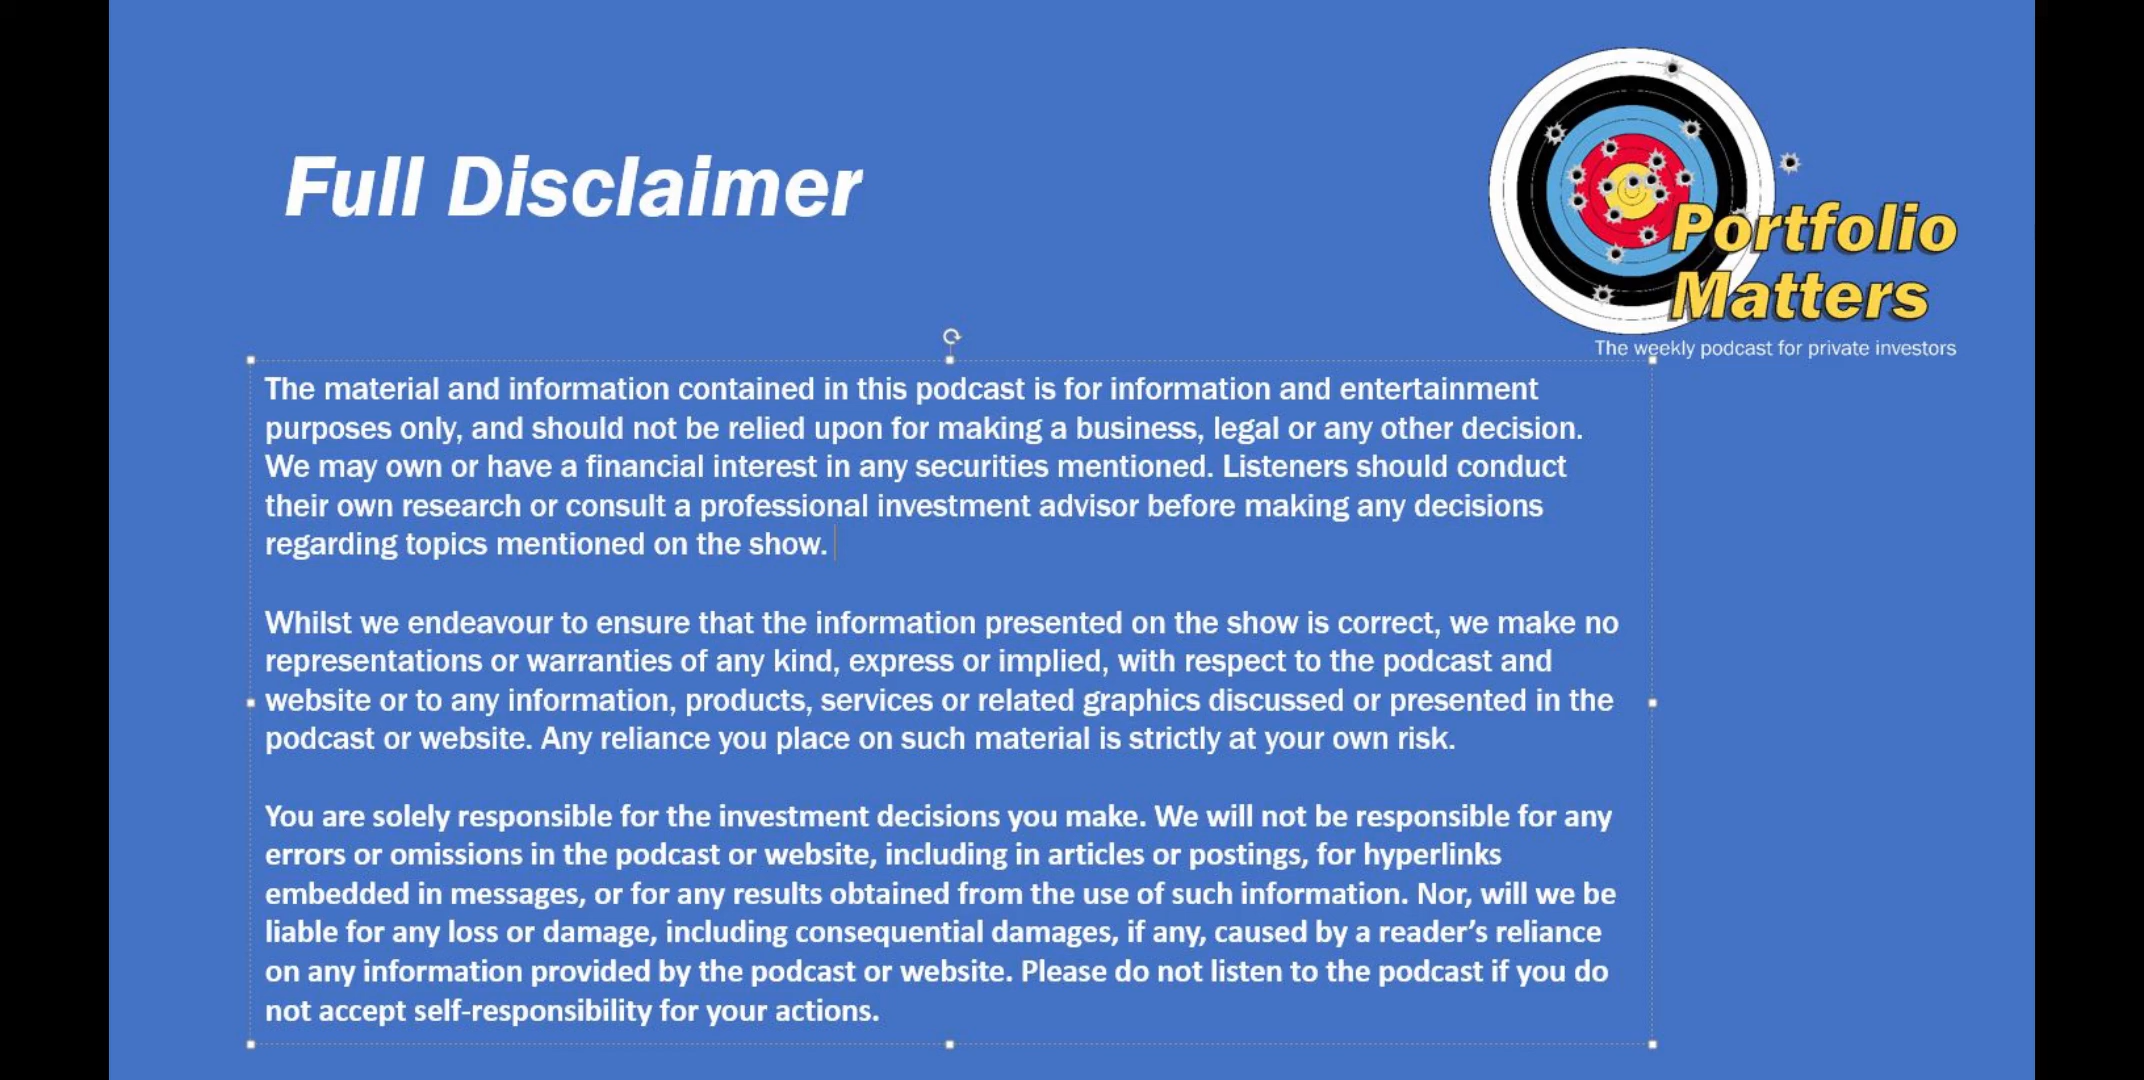 Full Disclaimer
Portfolio
Matters
The weekly podcast for private investors
The material and information contained in this podcast is for information and entertainment
purposes only, and should not be relied upon for making a business, legal or any other decision.
We may own or have a financial interest in any securities mentioned. Listeners should conduct
their own research or consult a professional investment advisor before making any decisions
regarding topics mentioned on the show.
Whilst we endeavour to ensure that the information presented on the show is correct, we make no
representations or warranties of any kind, express or implied, with respect to the podcast and
website or to any information, products, services or related graphics discussed or presented in the
podcast or website. Any reliance you place on such material is strictly at your own risk.
You are solely responsible for the investment decisions you make. We will not be responsible for any
errors or omissions in the podcast or website, including in articles or postings, for hyperlinks
embedded in messages, or for any results obtained from the use of such information. Nor, will we be
liable for any loss or damage, including consequential damages, if any, caused by a reader’s reliance
on any information provided by the podcast or website. Please do not listen to the podcast if you do
not accept self-responsibility for your actions.